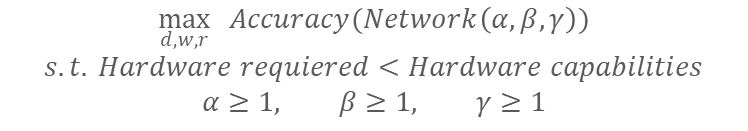 max Accuracy(Network(α, β, γ))
d,w,r
s.t. Hardware requiered < Hardware capabilities
α ≥ 1, β ≥ 1, γ ≥ 1